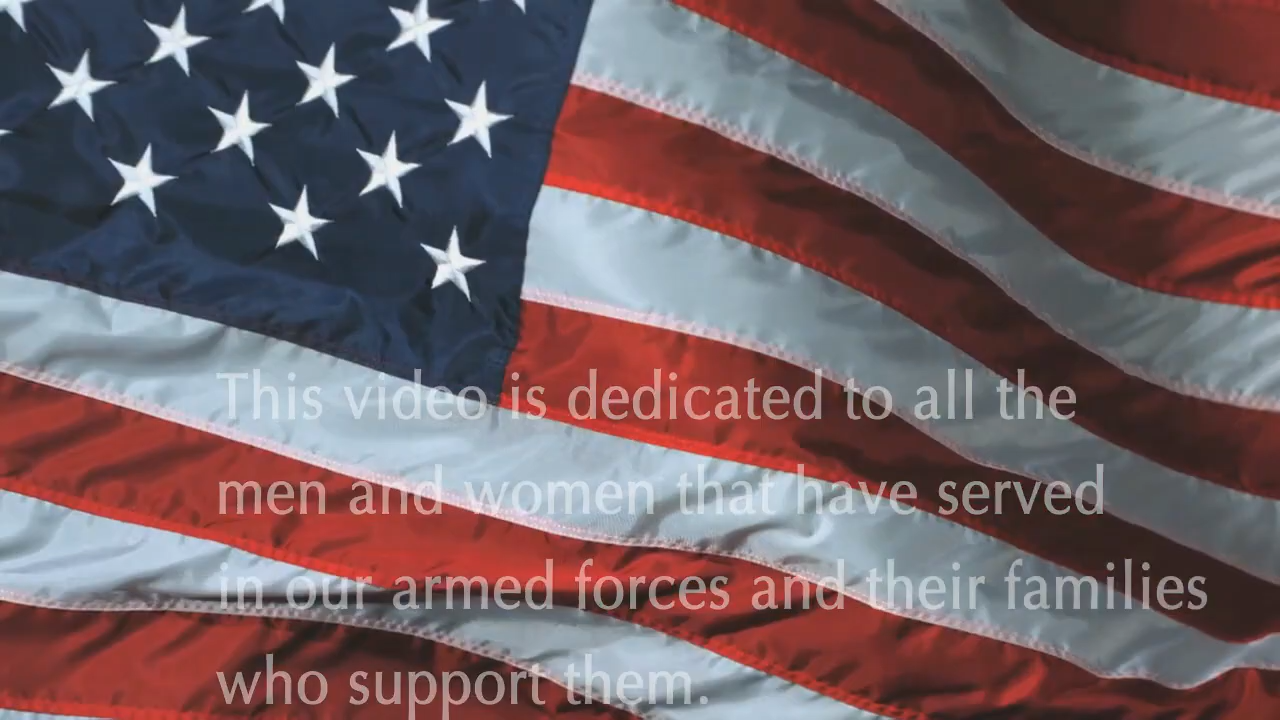 This video is dedicated to all the
men and women that have served
in our armed forces and their families
who support them.